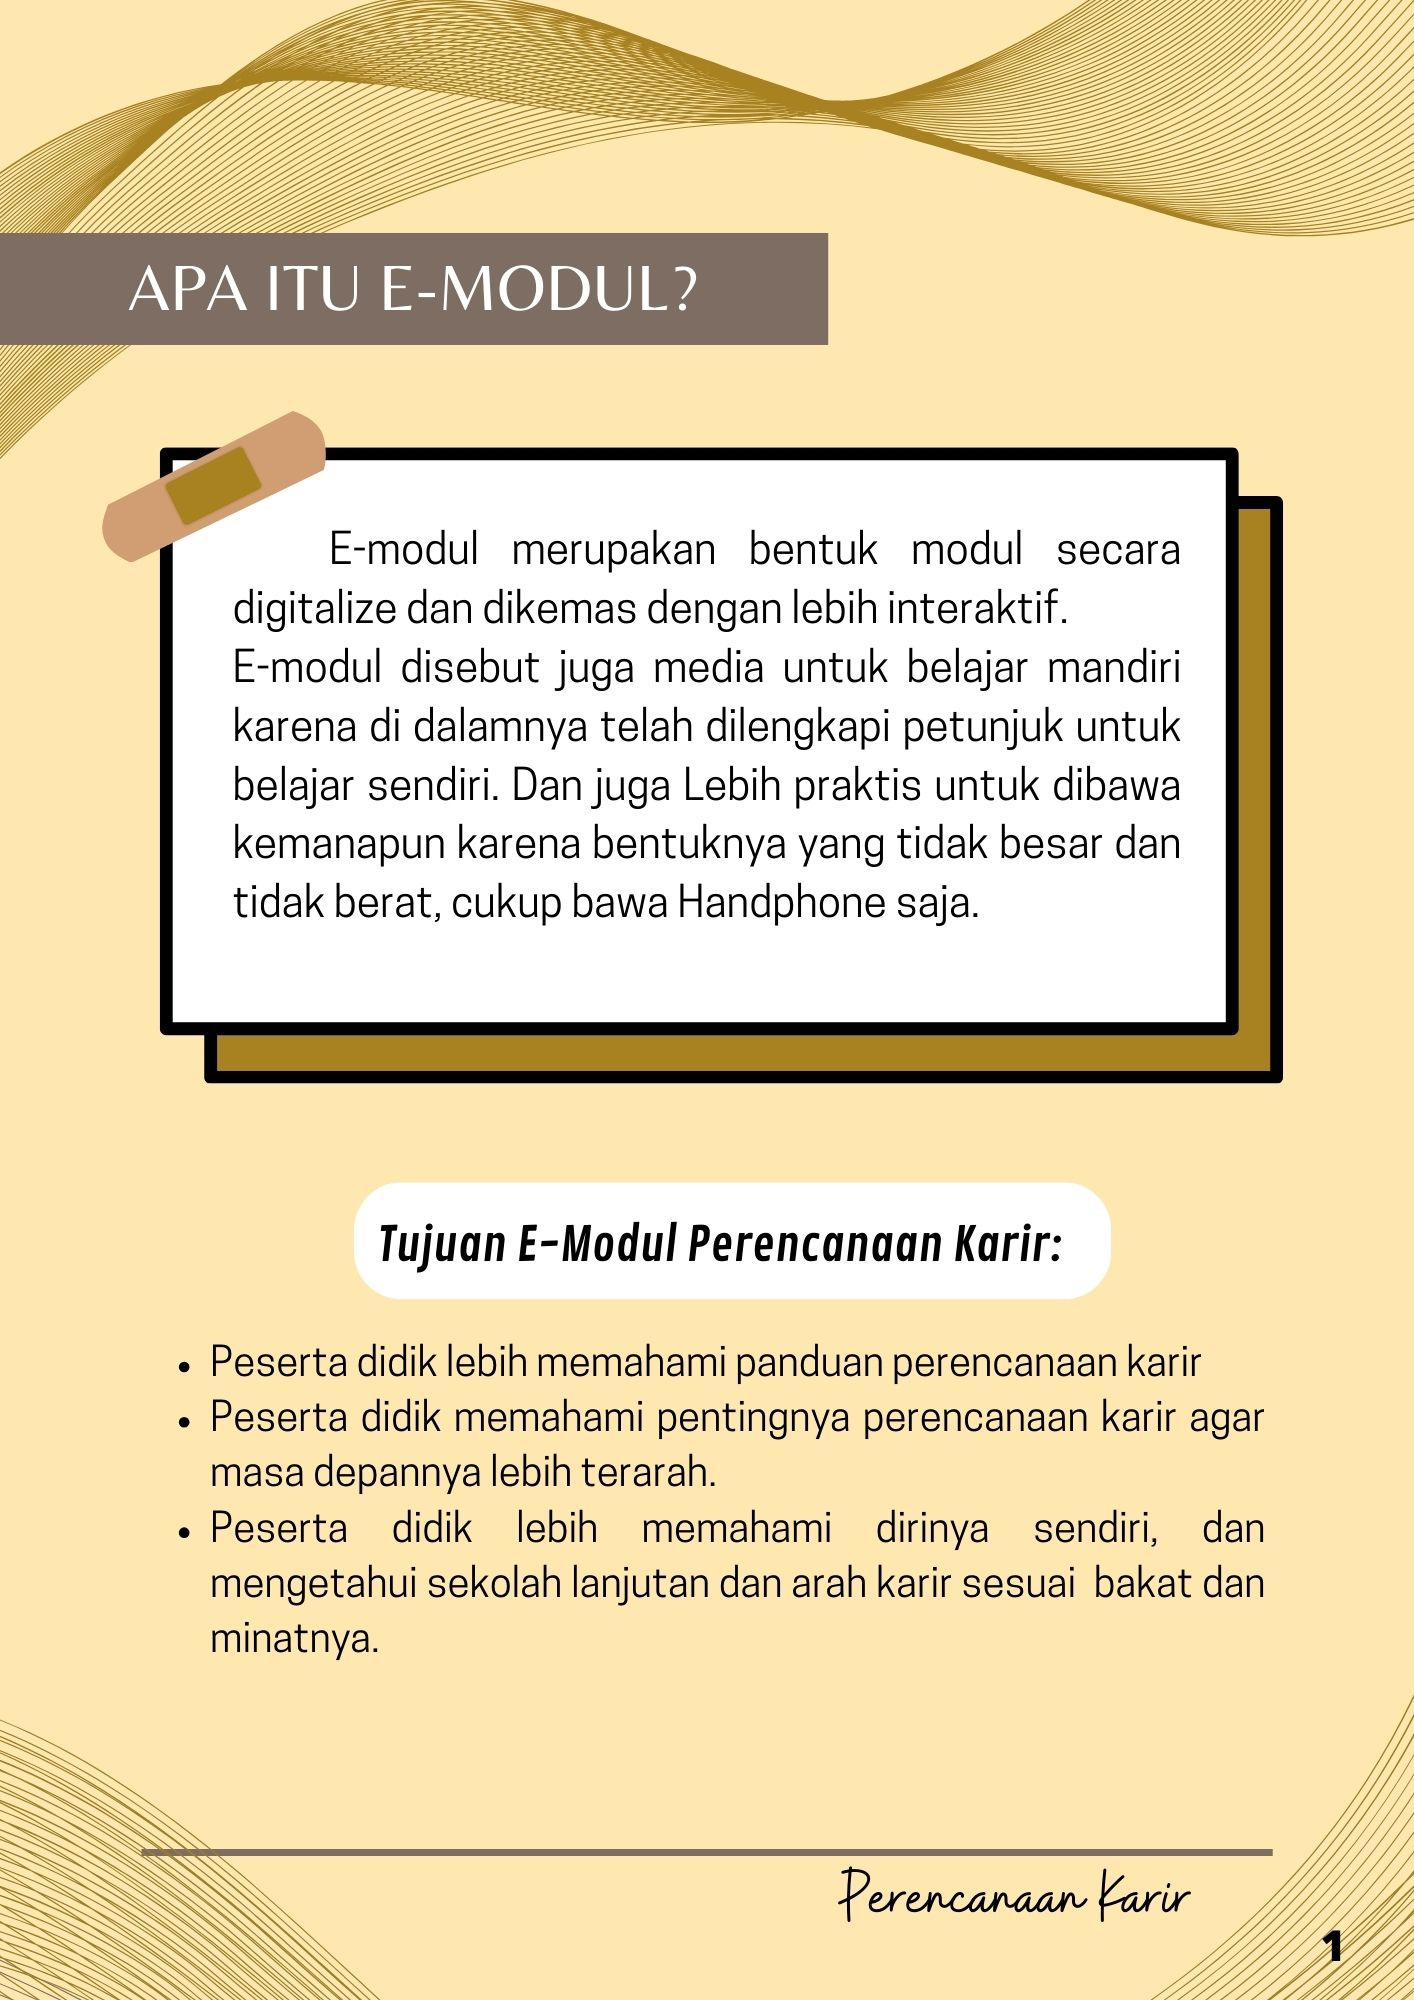 APA ITU E-MODUL?
E-modul merupakan bentuk modul secara
digitalize dan dikemas dengan lebih interaktif.
E-modul disebut juga media untuk belajar mandiri
karena di dalamnya telah dilengkapi petunjuk untuk
belajar sendiri. Dan juga Lebih praktis untuk dibawa
kemanapun karena bentuknya yang tidak besar dan
tidak berat, cukup bawa Handphone saja.
Tujuan E-Modul Perencanaan Karir:
• Peserta didik lebih memahami panduan perencanaan karir
• Peserta didik memahami pentingnya perencanaan karir agar
masa depannya lebih terarah.
• Peserta didik lebih memahami dirinya sendiri, dan
mengetahui sekolah lanjutan dan arah karir sesuai bakat dan
minatnya.
Perencanaan Karir
1